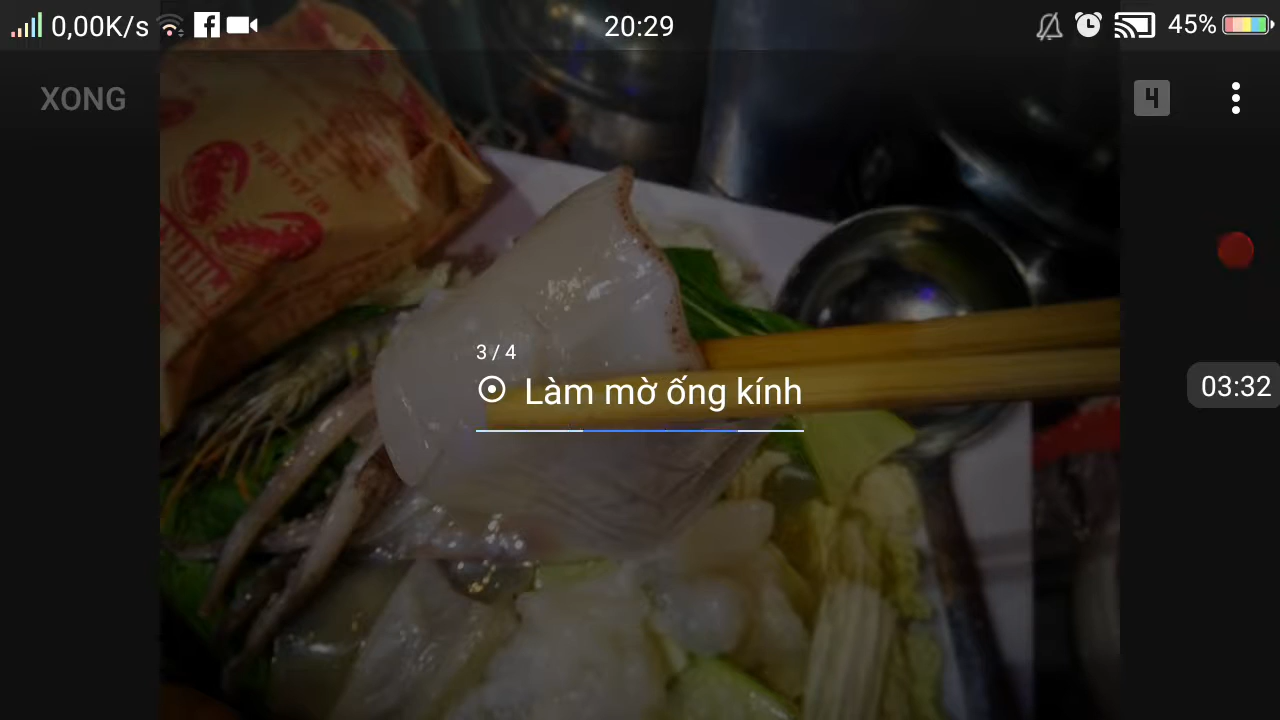 0,00K/s
20:29
45%
XONG
4
3 / 4
Làm mờ ống kính
03:32